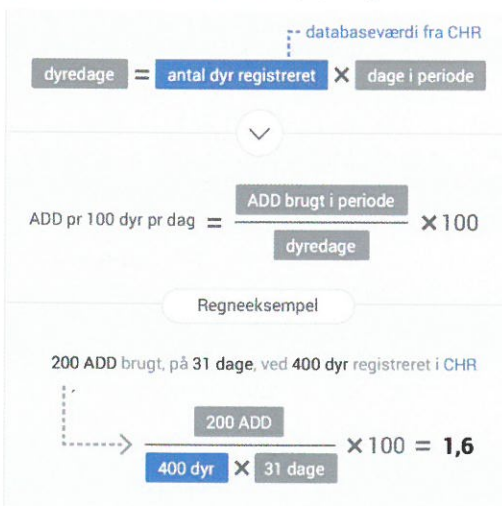 databaseværdi fra CHR
dyredage = antal dyr registreret × dage i periode
ADD pr 100 dyr pr dag = ADD brugt i periode
dyredage
×100
Regneeksempel
200 ADD brugt, på 31 dage, ved 400 dyr registreret i CHR
200 ADD
400 dyr × 31 dage
×100 = 1,6